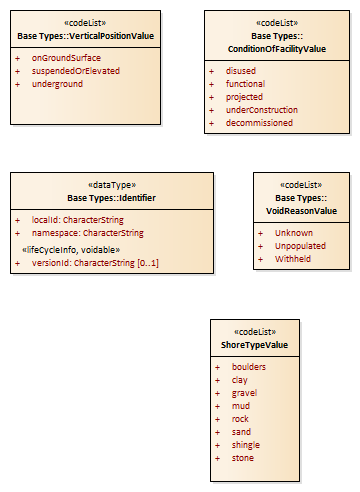 «codeList»
Base Types::VerticalPositionValue
+ onGroundSurface
+ suspendedOrElevated
+ underground
«codeList»
Base Types::
ConditionOfFacilityValue
+ disused
+ functional
+ projected
+ underConstruction
+ decommissioned
«dataType»
Base Types::Identifier
+ localId: CharacterString
+ namespace: CharacterString
«lifeCycleInfo, voidable»
+ versionId: CharacterString [0..1]
«codeList»
Base Types::
VoidReasonValue
+ Unknown
+ Unpopulated
+ Withheld
«codeList»
ShoreTypeValue
+ boulders
+ clay
+ gravel
+ mud
+ rock
+ sand
+ shingle
+ stone